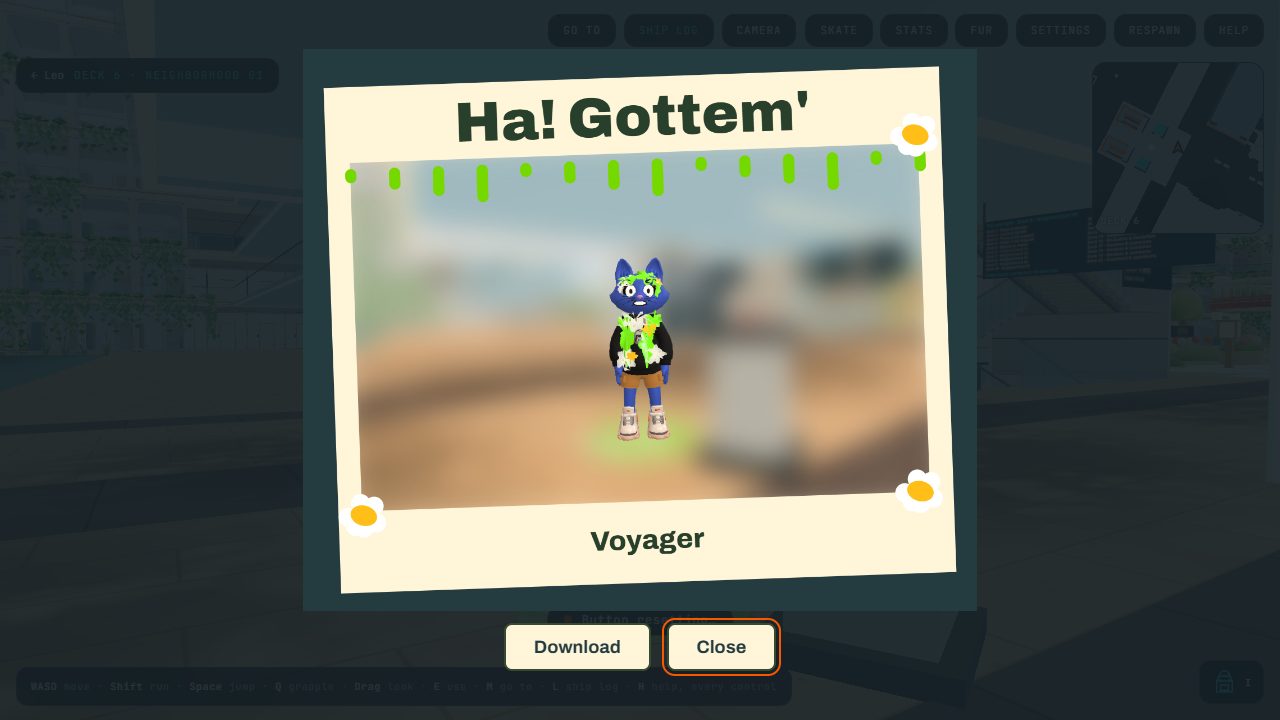 GO TO
SHIP LOG
CAMERA
SKATE
STATS
FUR
SETTINGS
RESPAWN
HELP
← Leo DECK 6 · NEIGHBORHOOD 01
Ha! Gottem'
Voyager
Download
Close
WASD move · Shift run · Space jump · Q grapple · Drag look · E use · M go to · L ship log · H help, every control
I